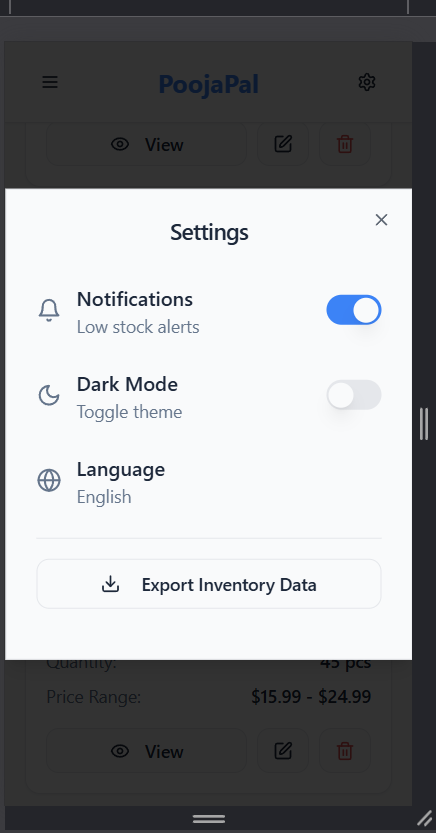 PoojaPal
View
Settings
Notifications
Low stock alerts
Dark Mode
Toggle theme
Language
English
Export Inventory Data
Quantity: 45 pcs
Price Range: $15.99 - $24.99
View